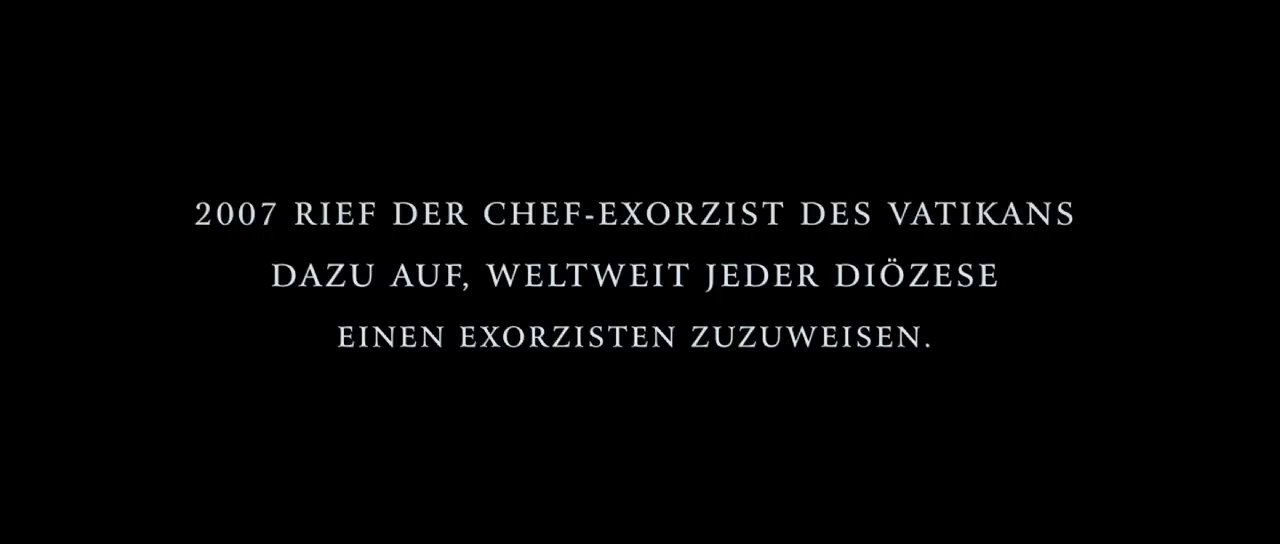 2007 RIEF DER CHEF-EXORZIST DES VATIKANS
DAZU AUF, WELTWEIT JEDER DIÖZESE
EINEN EXORZISTEN ZUZUWEISEN.